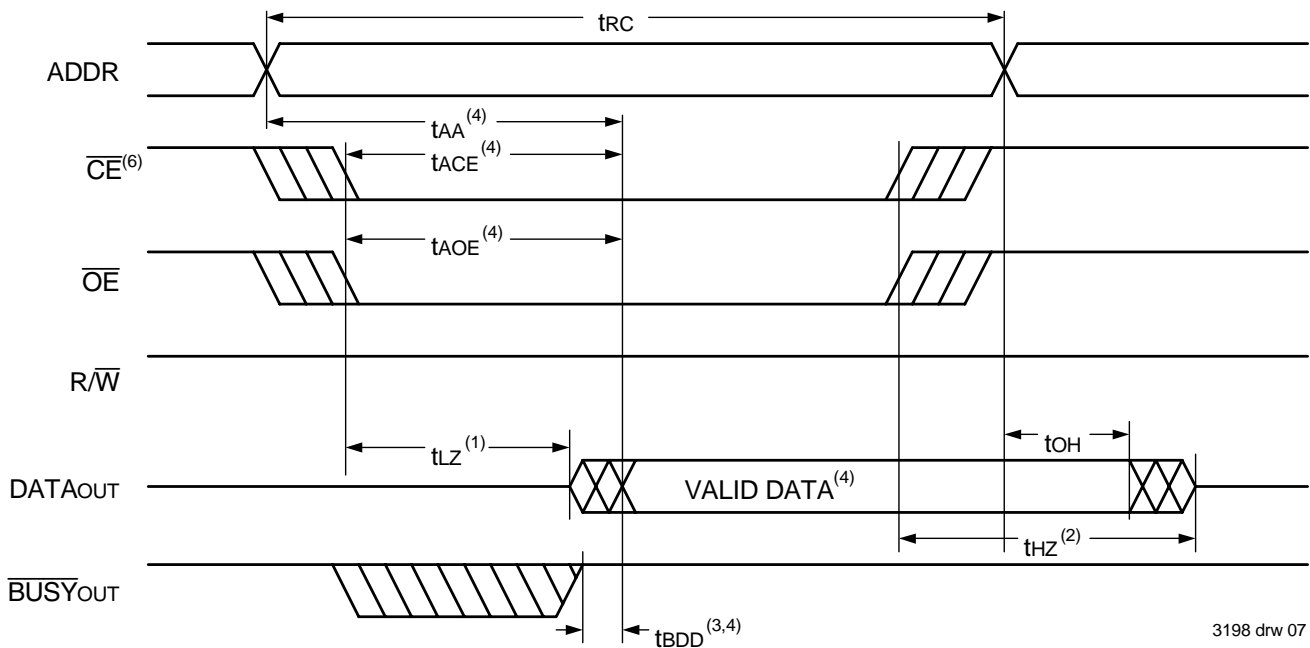 tRC
ADDR
tAA(4)
CE(6)
tACE(4)
tAOE(4)
OE
R/W
tLZ(1)
tOH
DATAOUT
VALID DATA(4)
tHZ(2)
BUSYOUT
tBDD(3,4)
3198 drw 07